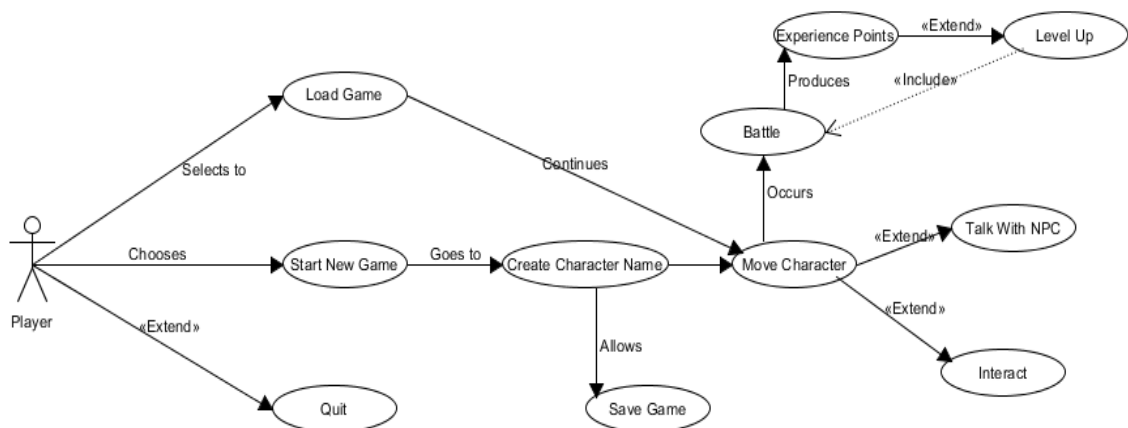 Experience Points
«Extend»
Level Up
Produces
«Include»
Load Game
Battle
Selects to
Continues
Occurs
Talk With NPC
«Extend»
Chooses
Start New Game
Goes to
Create Character Name
Move Character
Player
«Extend»
«Extend»
Allows
Interact
Quit
Save Game